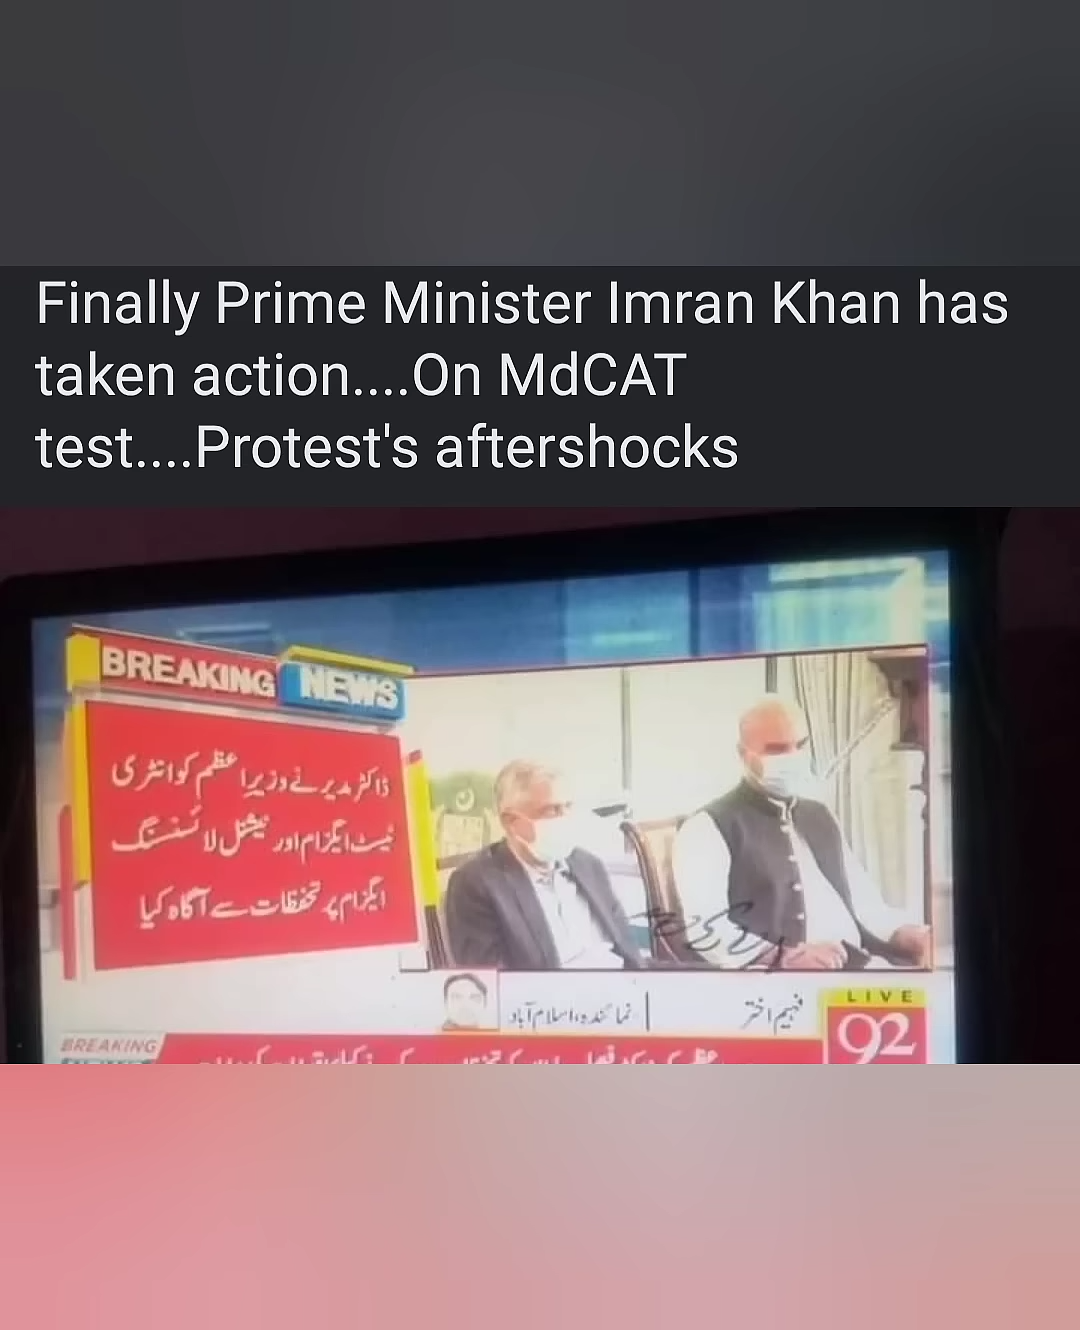 Finally Prime Minister Imran Khan has
taken action....On MdCAT
test....Protest's aftershocks
BREAKING NEWS
ڈاکٹر مدیر نے وزیراعظم کو انٹری
ٹیسٹ ایگزام اور نیشنل لائسنسنگ
ایگزام پر تحفظات سے آگاہ کیا
فہیم اختر | نمائندہ، اسلام آباد
LIVE
92
BREAKING